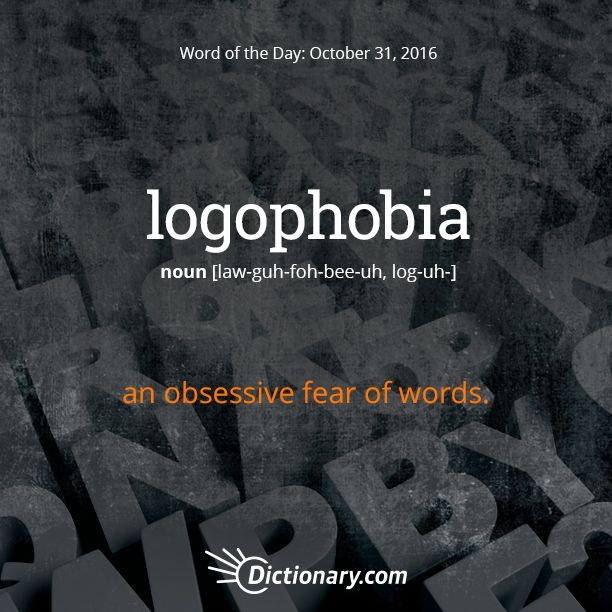 Word of the Day: October 31, 2016
logophobia
noun [law-guh-foh-bee-uh, log-uh-]
an obsessive fear of words.
Dictionary.com